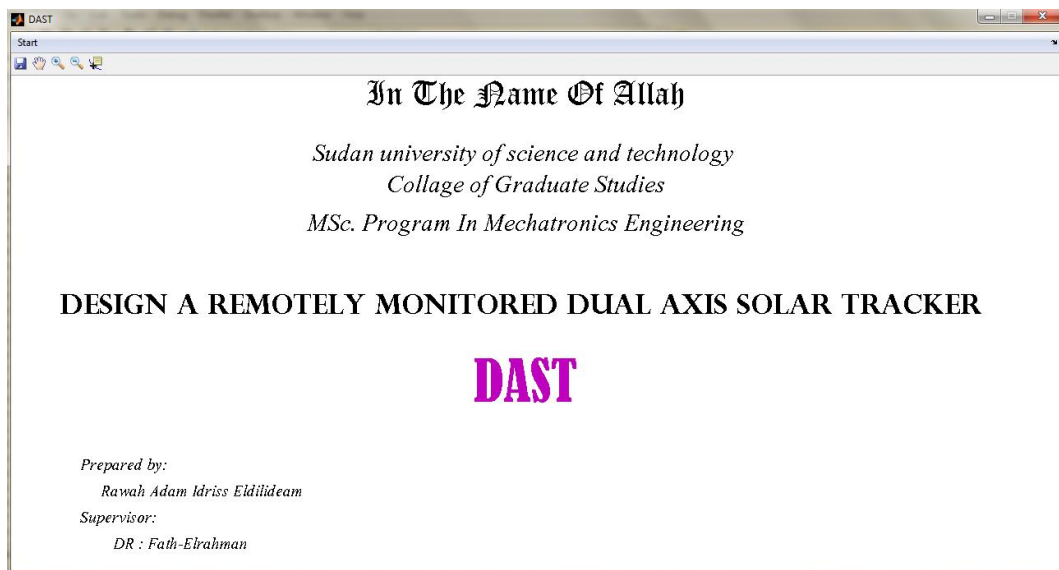 DAST
Start
In The Name Of Allah
Sudan university of science and technology
Collage of Graduate Studies
MSc. Program In Mechatronics Engineering
DESIGN A REMOTELY MONITORED DUAL AXIS SOLAR TRACKER
DAST
Prepared by:
Rawah Adam Idriss Eldilideam
Supervisor:
DR : Fath-Elrahman